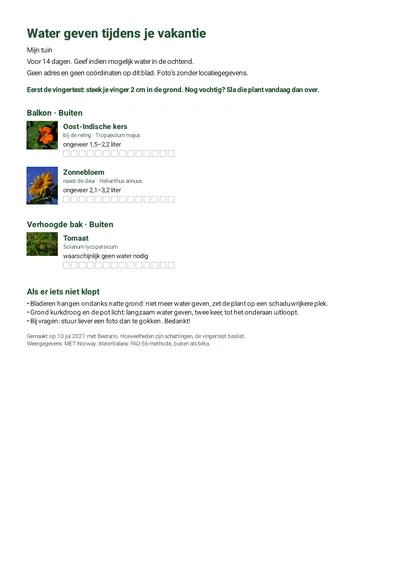 Water geven tijdens je vakantie
Mijn tuin
Voor 14 dagen. Geef indien mogelijk water in de ochtend.
Geen adres en geen coördinaten op dit blad. Foto's zonder locatiegegevens.
Eerst de vingertest: steek je vinger 2 cm in de grond. Nog vochtig? Sla die plant vandaag dan over.
Balkon · Buiten
Oost-Indische kers
bij de reling · Tropaeolum majus
ongeveer 1,5–2,2 liter
Zonnebloem
naast de deur · Helianthus annuus
ongeveer 2,1–3,2 liter
Verhoogde bak · Buiten
Tomaat
Solanum lycopersicum
waarschijnlijk geen water nodig
Als er iets niet klopt
• Bladeren hangen ondanks natte grond: niet meer water geven, zet de plant op een schaduwrijkere plek.
• Grond kurkdroog en de pot licht: langzaam water geven, twee keer, tot het onderaan uitloopt.
• Bij vragen: stuur liever een foto dan te gokken. Bedankt!
Gemaakt op 10 jul 2027 met Beetario. Hoeveelheden zijn schattingen, de vingertest beslist.
Weergegevens: MET Norway. Waterbalans: FAO-56-methode, buiten als bèta.